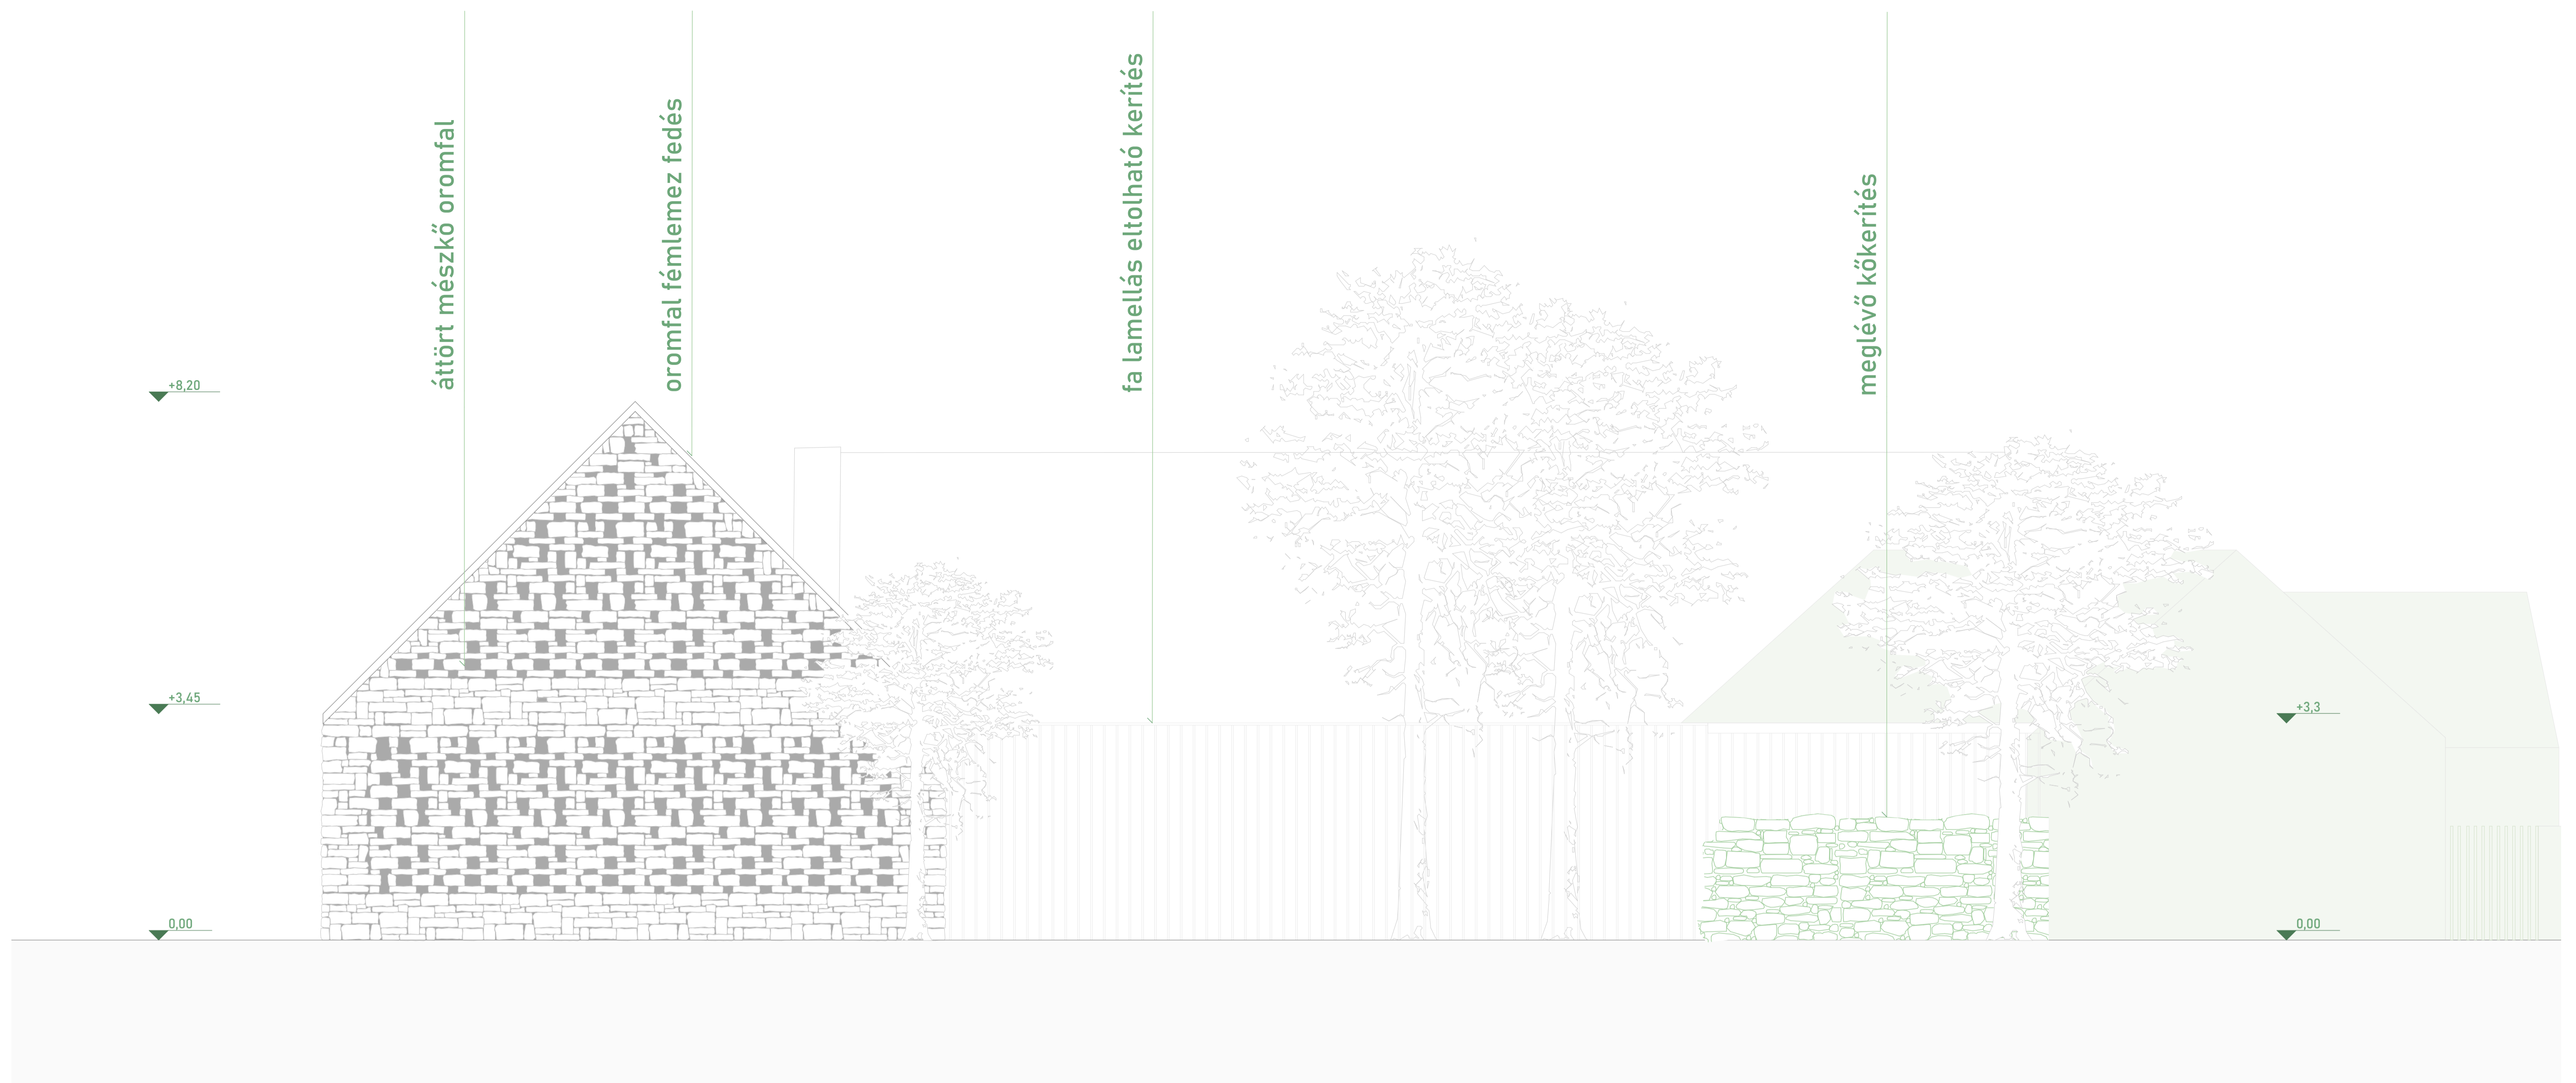 áttört mészkő oromfal
oromfal fémlemez fedés
fa lamellás eltolható kerítés
meglévő kőkerítés
+8,20
+3,45
+3,3
0,00
0,00